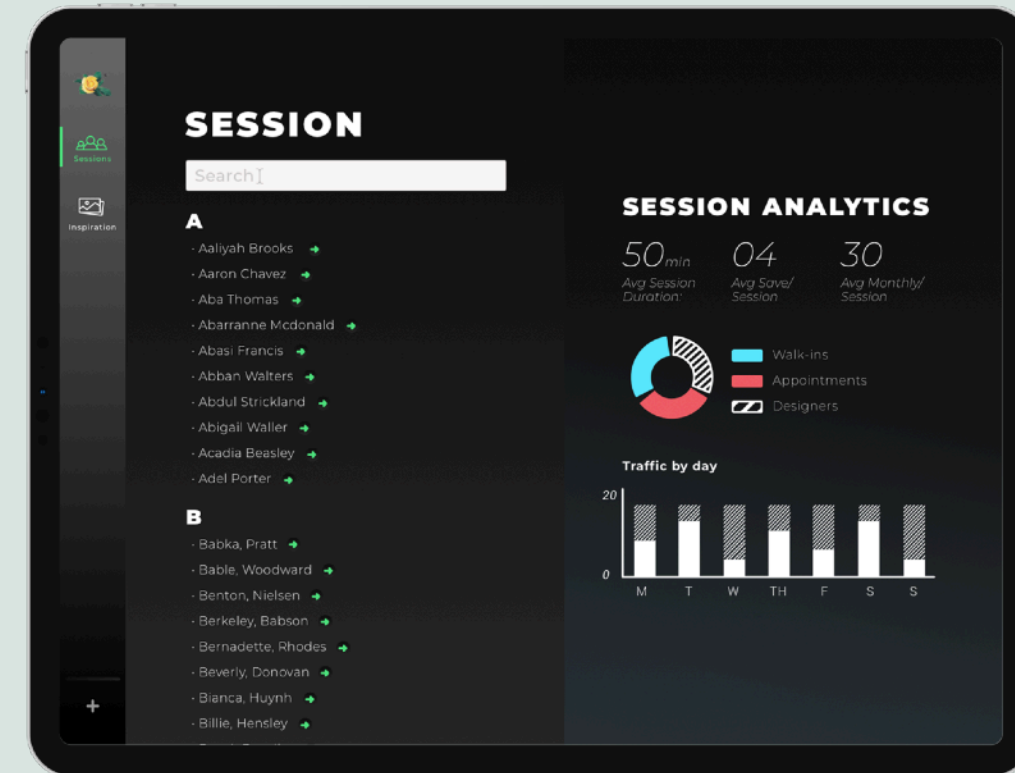 Sessions
Inspiration
+
SESSION
Search
A
· Aaliyah Brooks
· Aaron Chavez
· Aba Thomas
· Abarranne Mcdonald
· Abasi Francis
· Abban Walters
· Abdul Strickland
· Abigail Waller
· Acadia Beasley
· Adel Porter
B
· Babka, Pratt
· Bable, Woodward
· Benton, Nielsen
· Berkeley, Babson
· Bernadette, Rhodes
· Beverly, Donovan
· Bianca, Huynh
· Billie, Hensley
SESSION ANALYTICS
50min 04 30
Avg Session Avg Save/ Avg Monthly/
Duration: Session Session
Walk-ins
Appointments
Designers
Traffic by day
20
0
M T W TH F S S